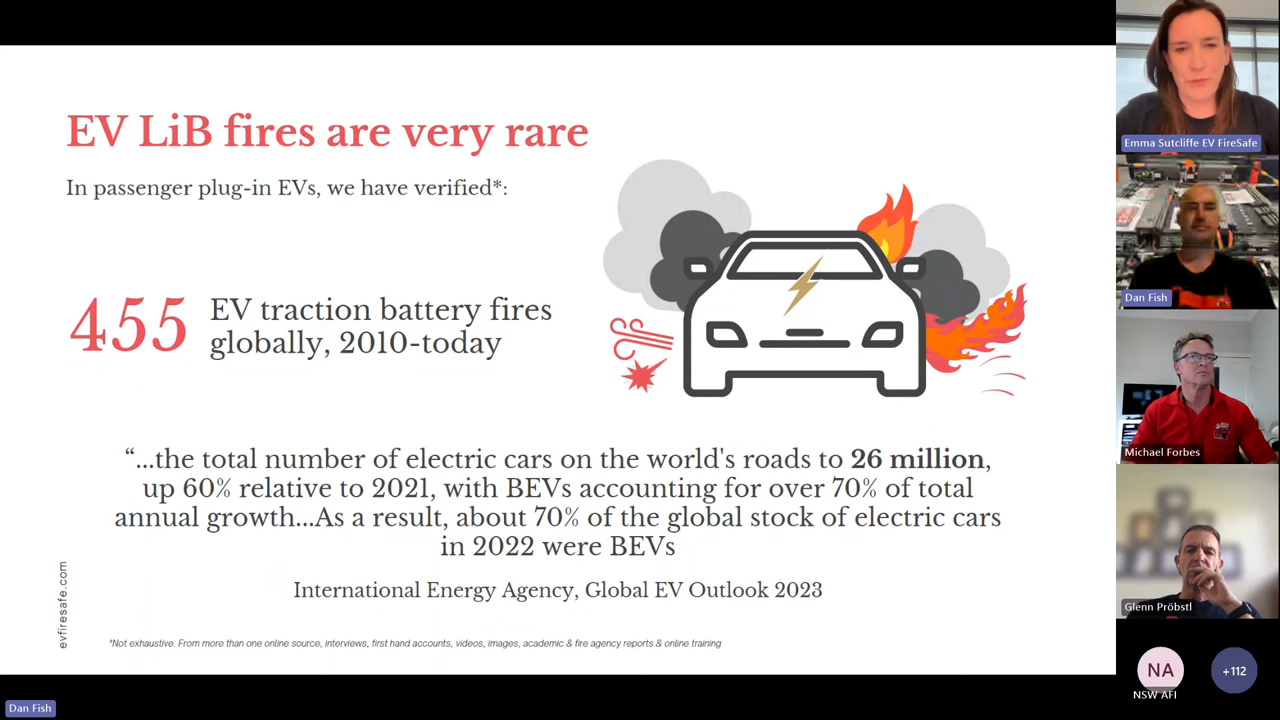 EV LiB fires are very rare
In passenger plug-in EVs, we have verified*:
455
EV traction battery fires
globally, 2010-today
“...the total number of electric cars on the world's roads to 26 million,
up 60% relative to 2021, with BEVs accounting for over 70% of total
annual growth...As a result, about 70% of the global stock of electric cars
in 2022 were BEVs
International Energy Agency, Global EV Outlook 2023
*Not exhaustive. From more than one online source, interviews, first hand accounts, videos, images, academic & fire agency reports & online training
evfiresafe.com
Emma Sutcliffe EV FireSafe
Dan Fish
Michael Forbes
Glenn Pröbstl
NA
NSW AFI
+112
Dan Fish